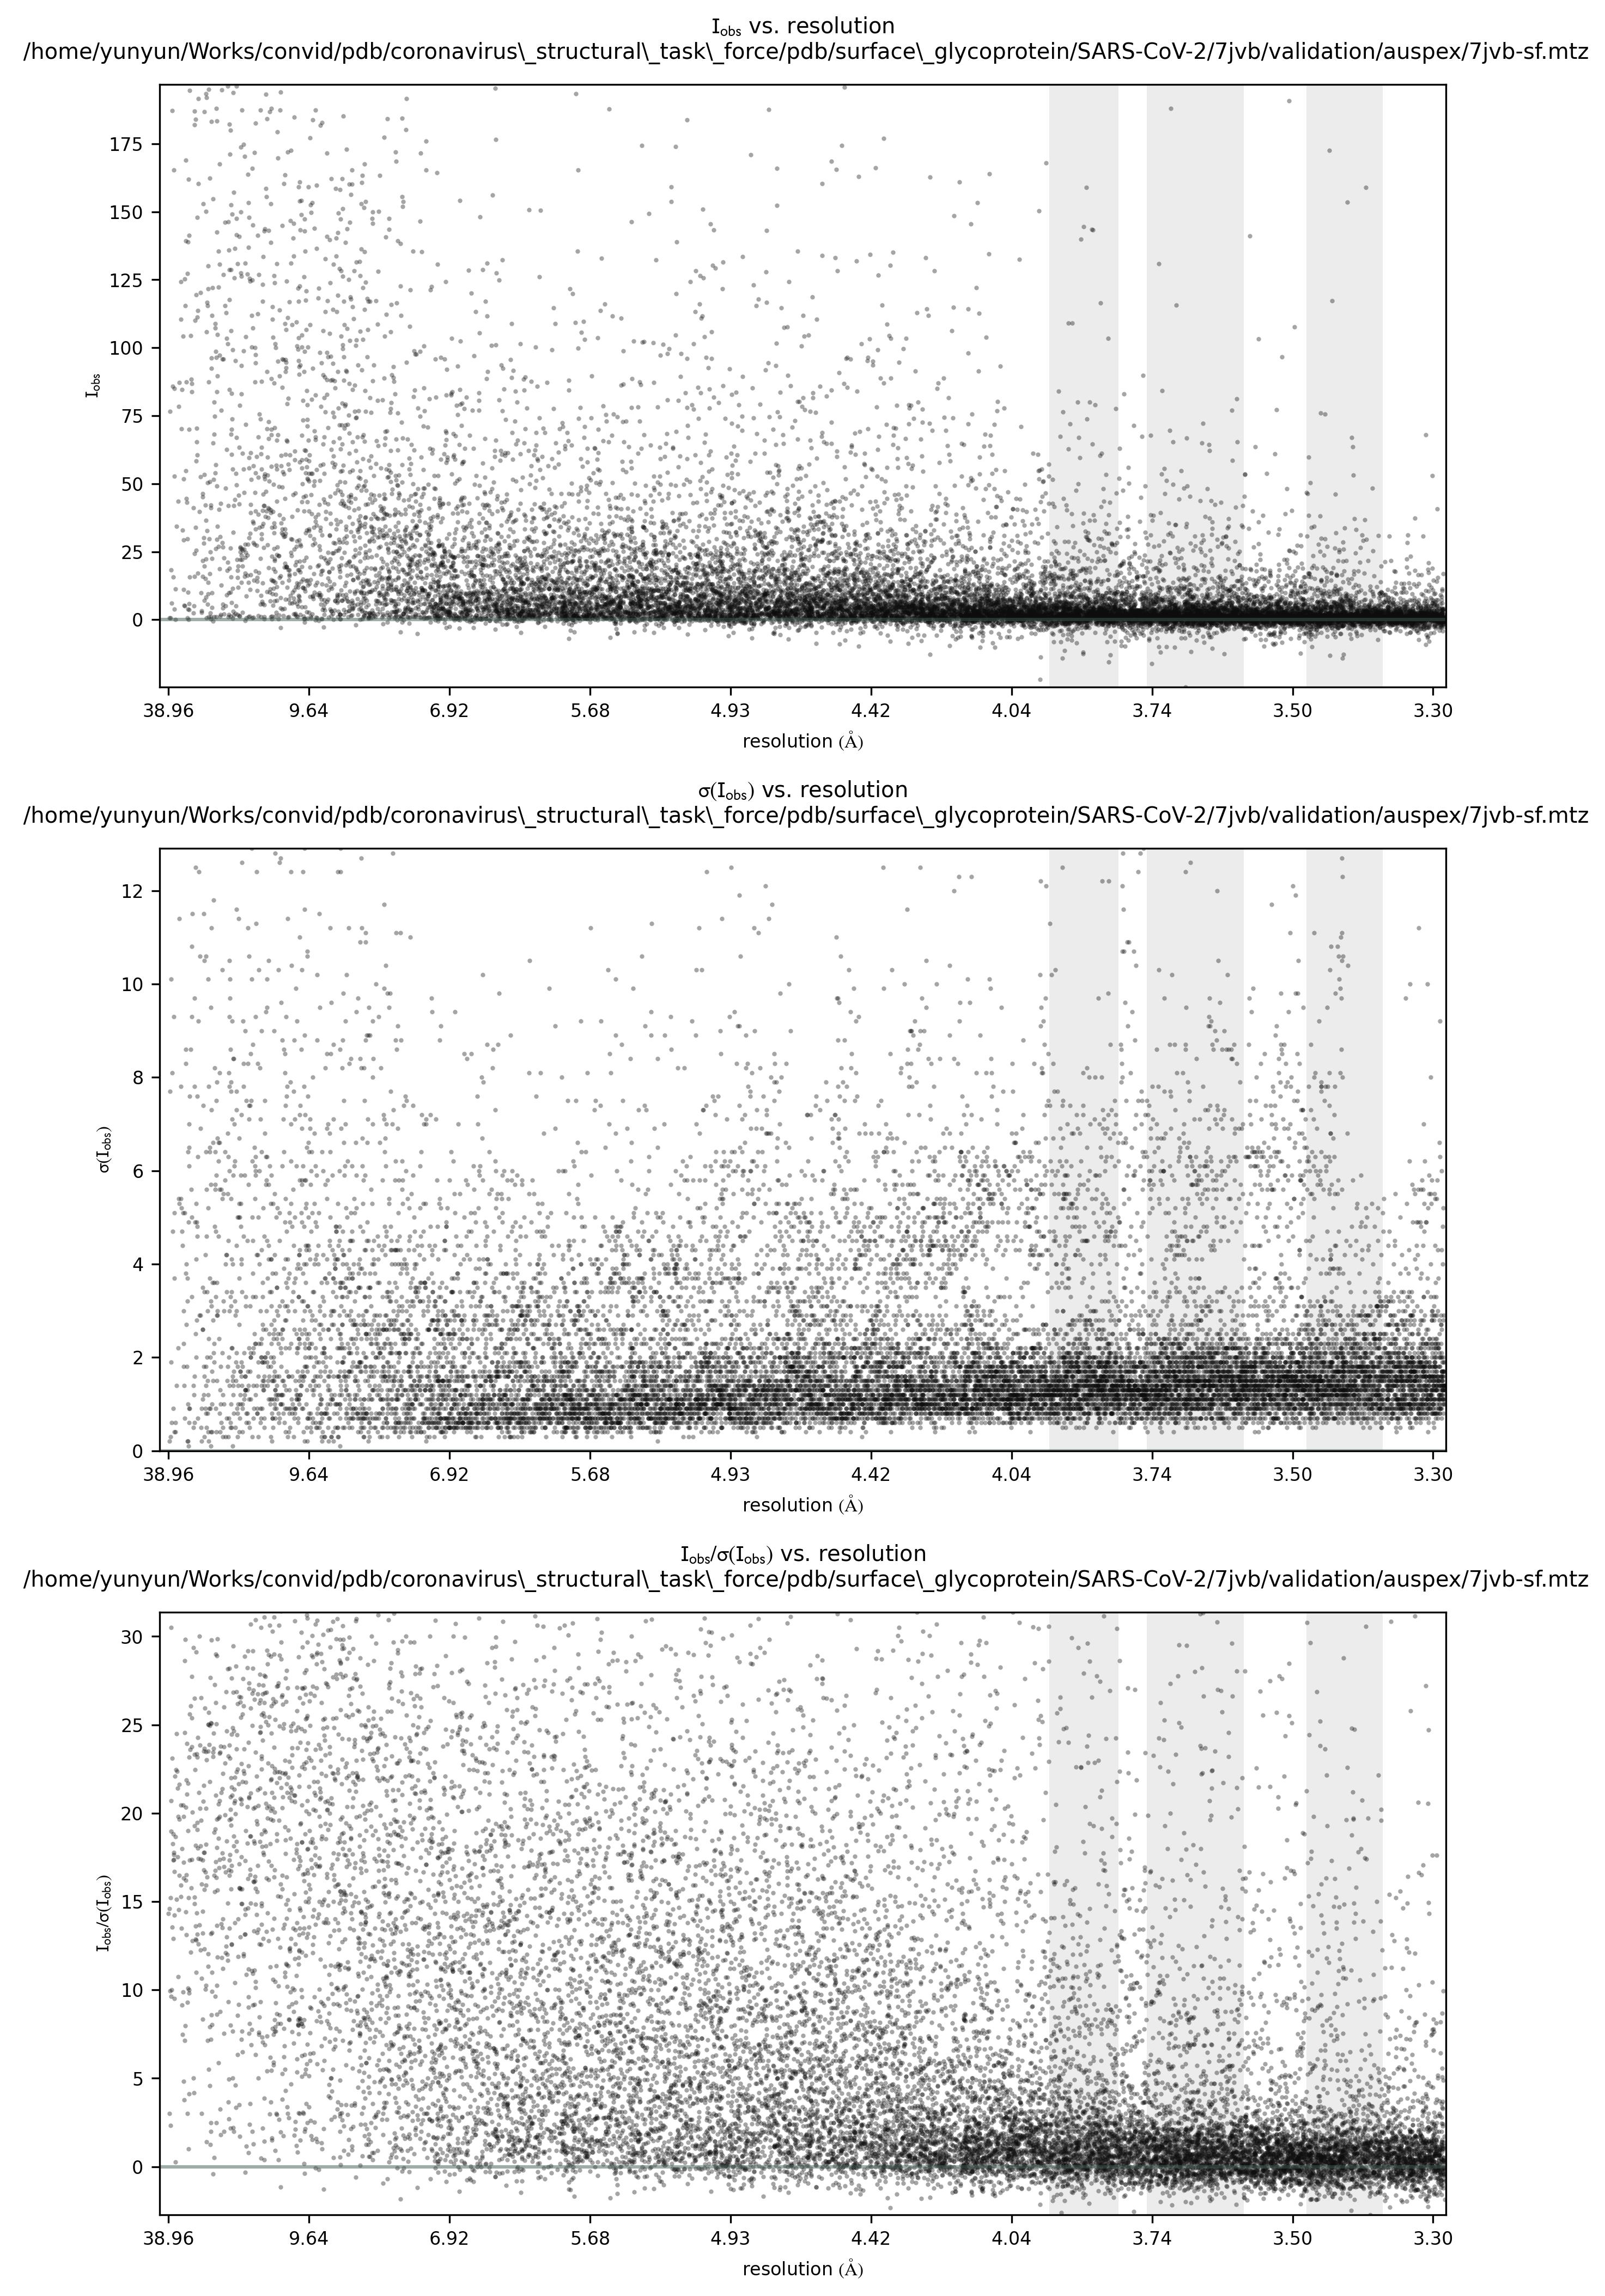 I_obs vs. resolution
/home/yunyun/Works/convid/pdb/coronavirus\_structural\_task\_force/pdb/surface\_glycoprotein/SARS-CoV-2/7jvb/validation/auspex/7jvb-sf.mtz
175
150
125
100
75
50
25
0
I_obs
38.96 9.64 6.92 5.68 4.93 4.42 4.04 3.74 3.50 3.30
resolution (Å)
σ(I_obs) vs. resolution
/home/yunyun/Works/convid/pdb/coronavirus\_structural\_task\_force/pdb/surface\_glycoprotein/SARS-CoV-2/7jvb/validation/auspex/7jvb-sf.mtz
12
10
8
6
4
2
0
σ(I_obs)
38.96 9.64 6.92 5.68 4.93 4.42 4.04 3.74 3.50 3.30
resolution (Å)
I_obs/σ(I_obs) vs. resolution
/home/yunyun/Works/convid/pdb/coronavirus\_structural\_task\_force/pdb/surface\_glycoprotein/SARS-CoV-2/7jvb/validation/auspex/7jvb-sf.mtz
30
25
20
15
10
5
0
I_obs/σ(I_obs)
38.96 9.64 6.92 5.68 4.93 4.42 4.04 3.74 3.50 3.30
resolution (Å)